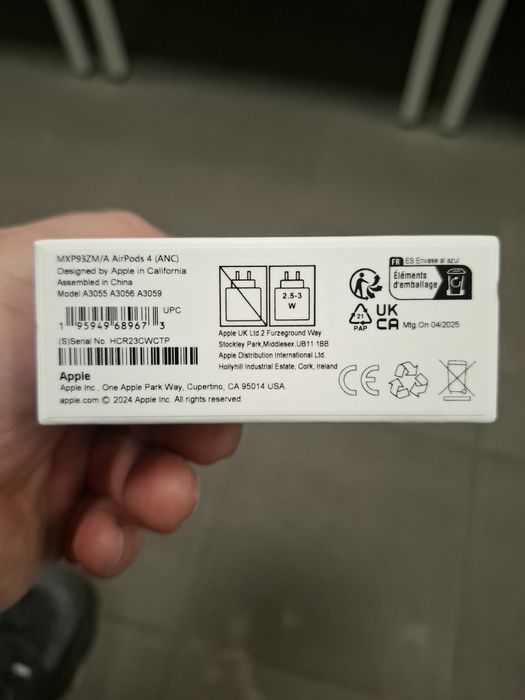 MXP93ZM/A AirPods 4 (ANC)
Designed by Apple in California
Assembled in China
Model A3055 A3056 A3059
UPC
1 95949 68967 3
(S)Serial No. HCR23CWCTP
Apple
Apple Inc., One Apple Park Way, Cupertino, CA 95014 USA
apple.com © 2024 Apple Inc. All rights reserved
2.5-3
W
Apple UK Ltd.2 Furzeground Way
Stockley Park,Middlesex,UB11 1BB
Apple Distribution International Ltd.
Hollyhill Industrial Estate, Cork, Ireland
FR ES Envase al azul
Éléments
d'emballage
21
PAP
UK
CA Mfg.On 04/2025
CE